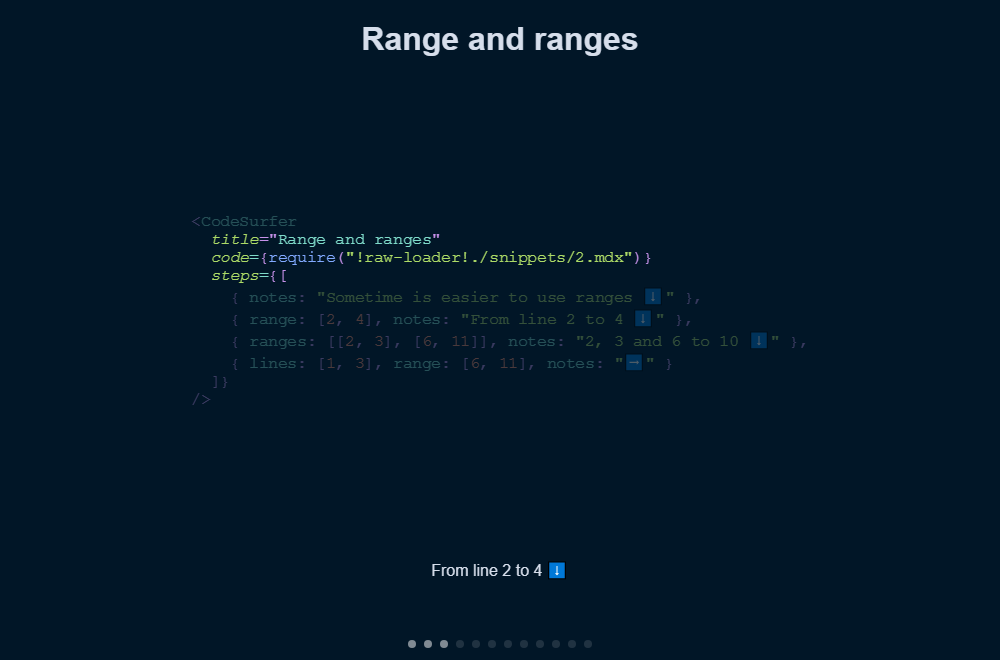 Range and ranges
<CodeSurfer
  title="Range and ranges"
  code={require("!raw-loader!./snippets/2.mdx")}
  steps={[
    { notes: "Sometime is easier to use ranges ⬇️" },
    { range: [2, 4], notes: "From line 2 to 4 ⬇️" },
    { ranges: [[2, 3], [6, 11]], notes: "2, 3 and 6 to 10 ⬇️" },
    { lines: [1, 3], range: [6, 11], notes: "➡️" }
  ]}
/>
From line 2 to 4 ⬇️